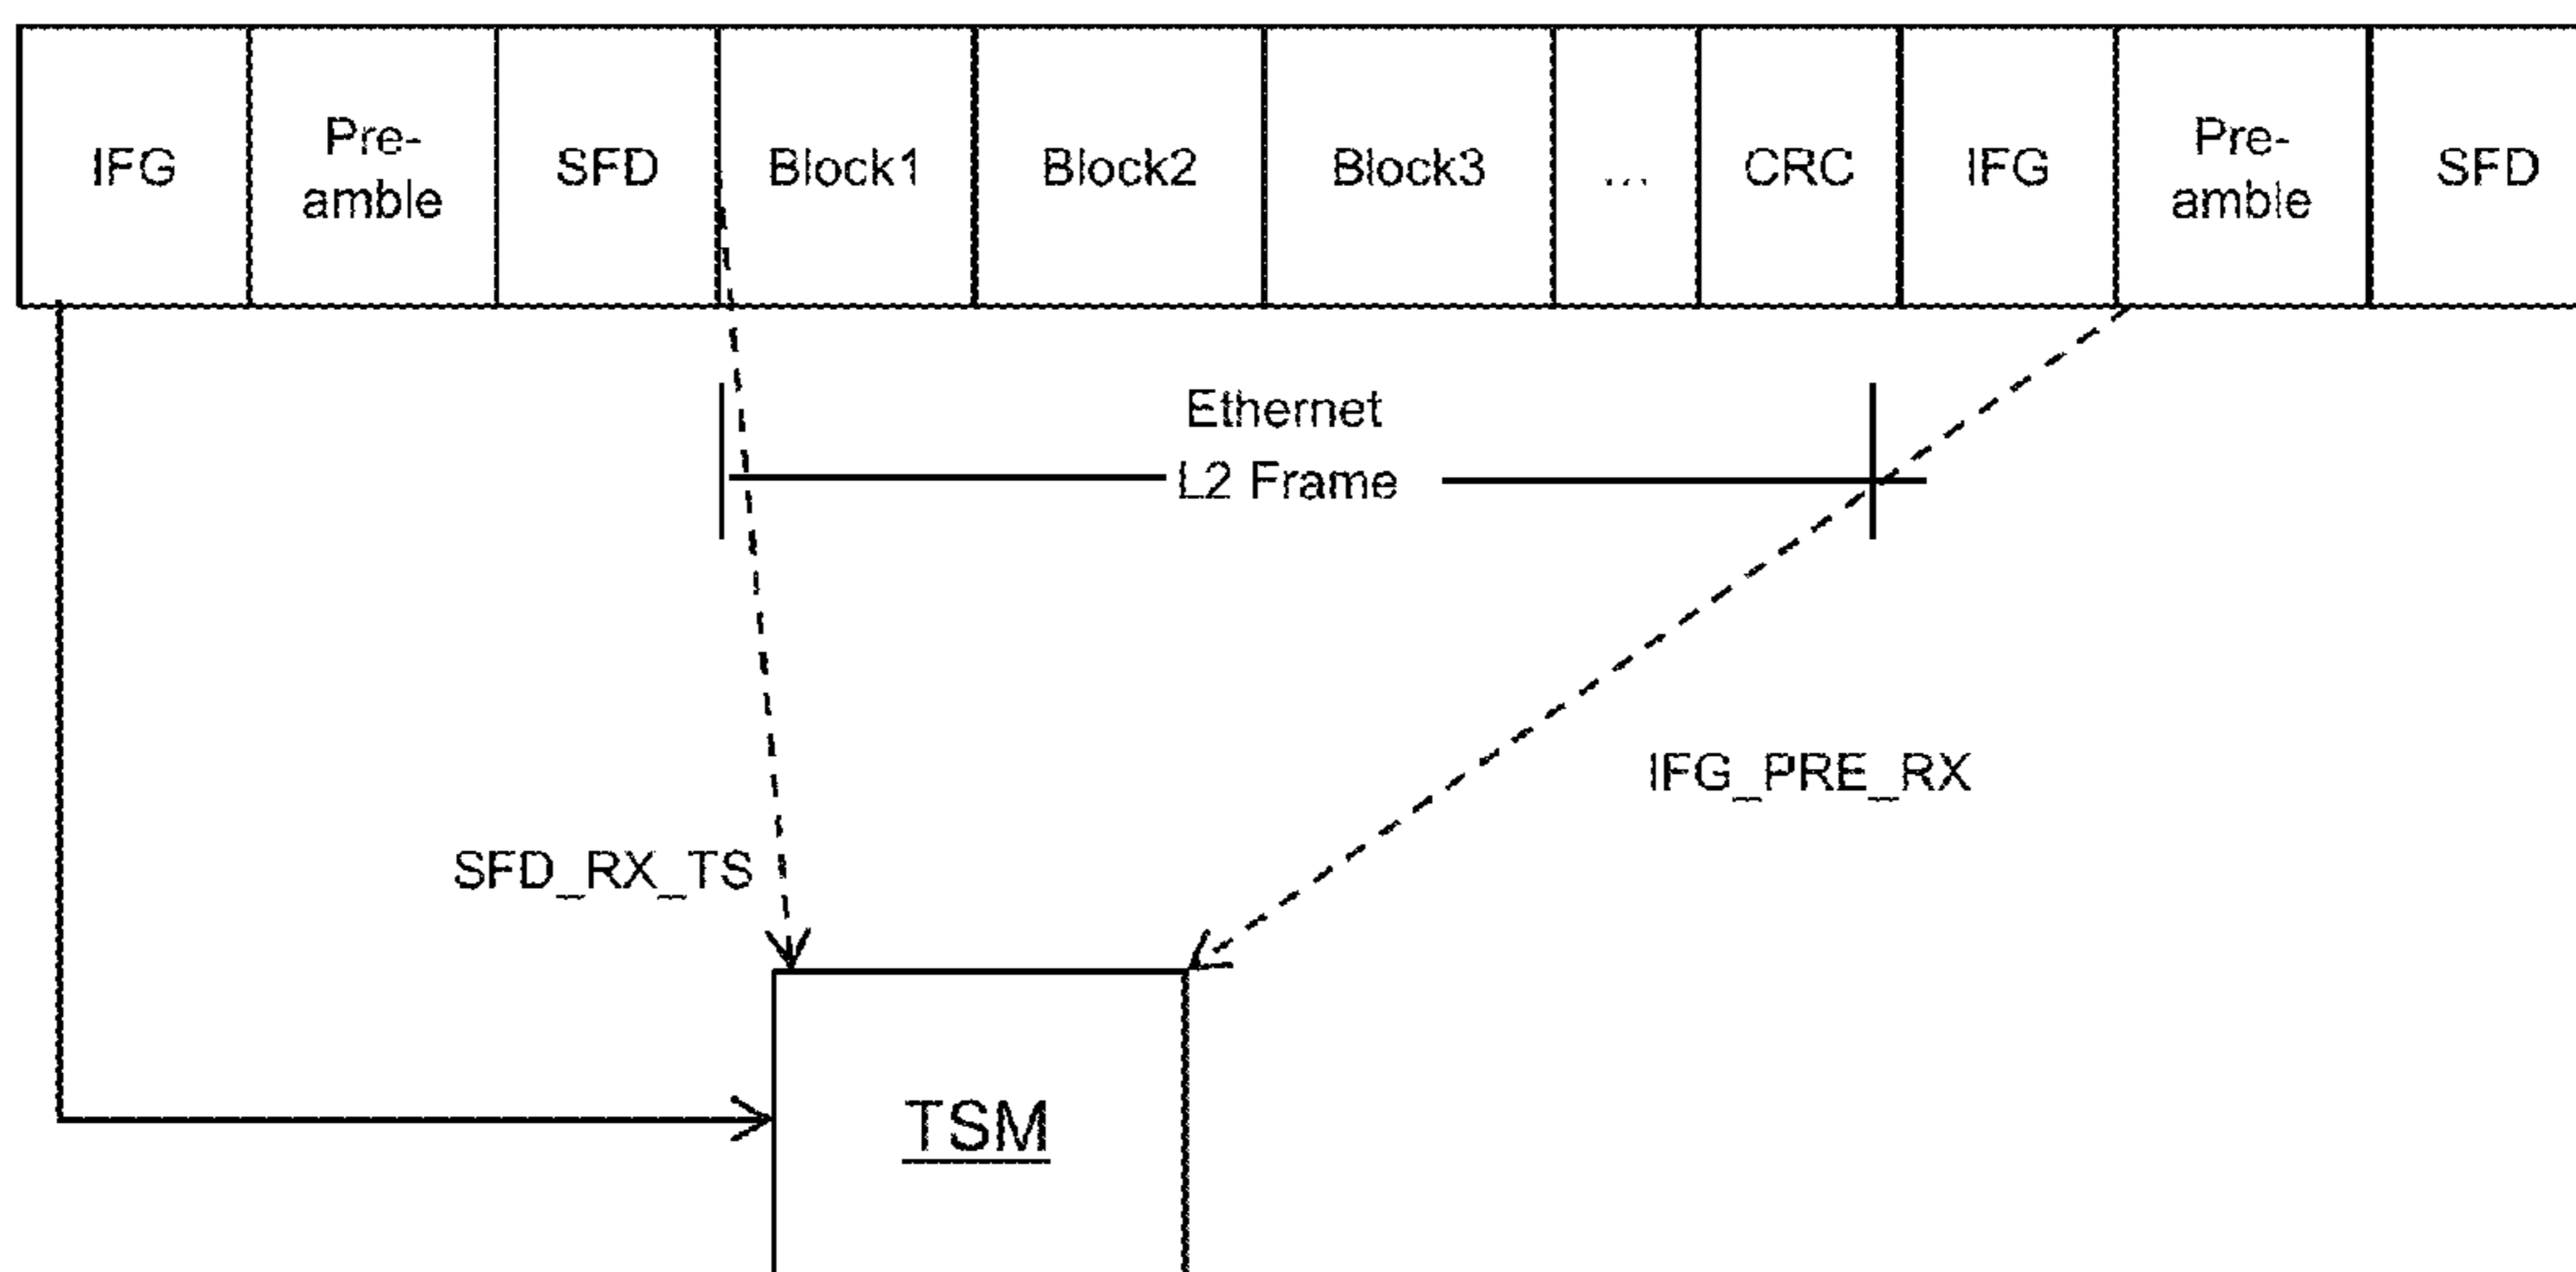 IFG
Pre-
amble
SFD
Block1
Block2
Block3
...
CRC
IFG
Pre-
amble
SFD
Ethernet
L2 Frame
IFG_PRE_RX
SFD_RX_TS
TSM